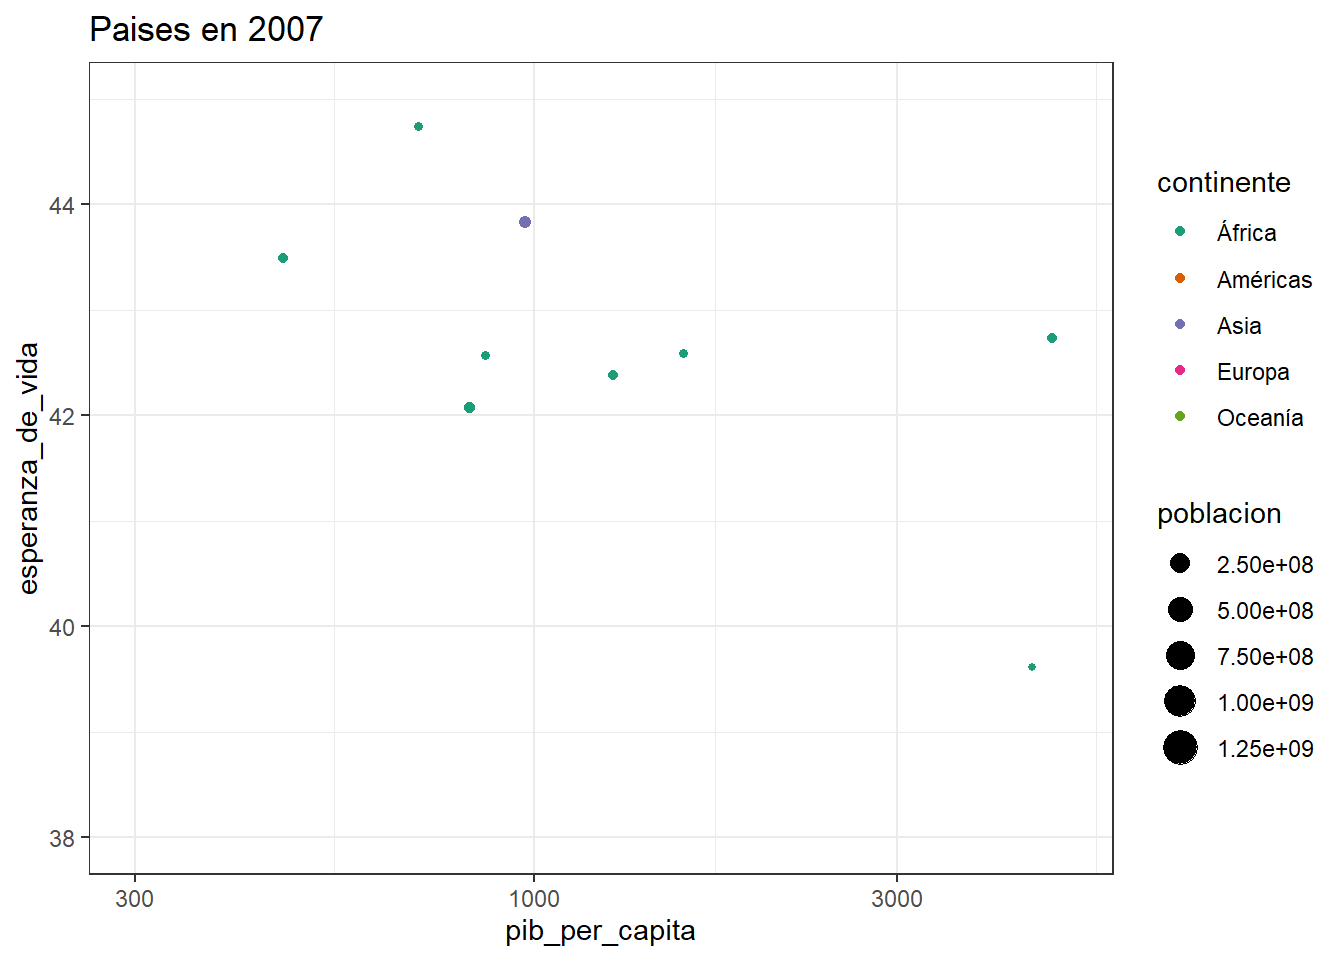 Paises en 2007
esperanza_de_vida
44
42
40
38
300
1000
3000
pib_per_capita
continente
África
Américas
Asia
Europa
Oceanía
poblacion
2.50e+08
5.00e+08
7.50e+08
1.00e+09
1.25e+09